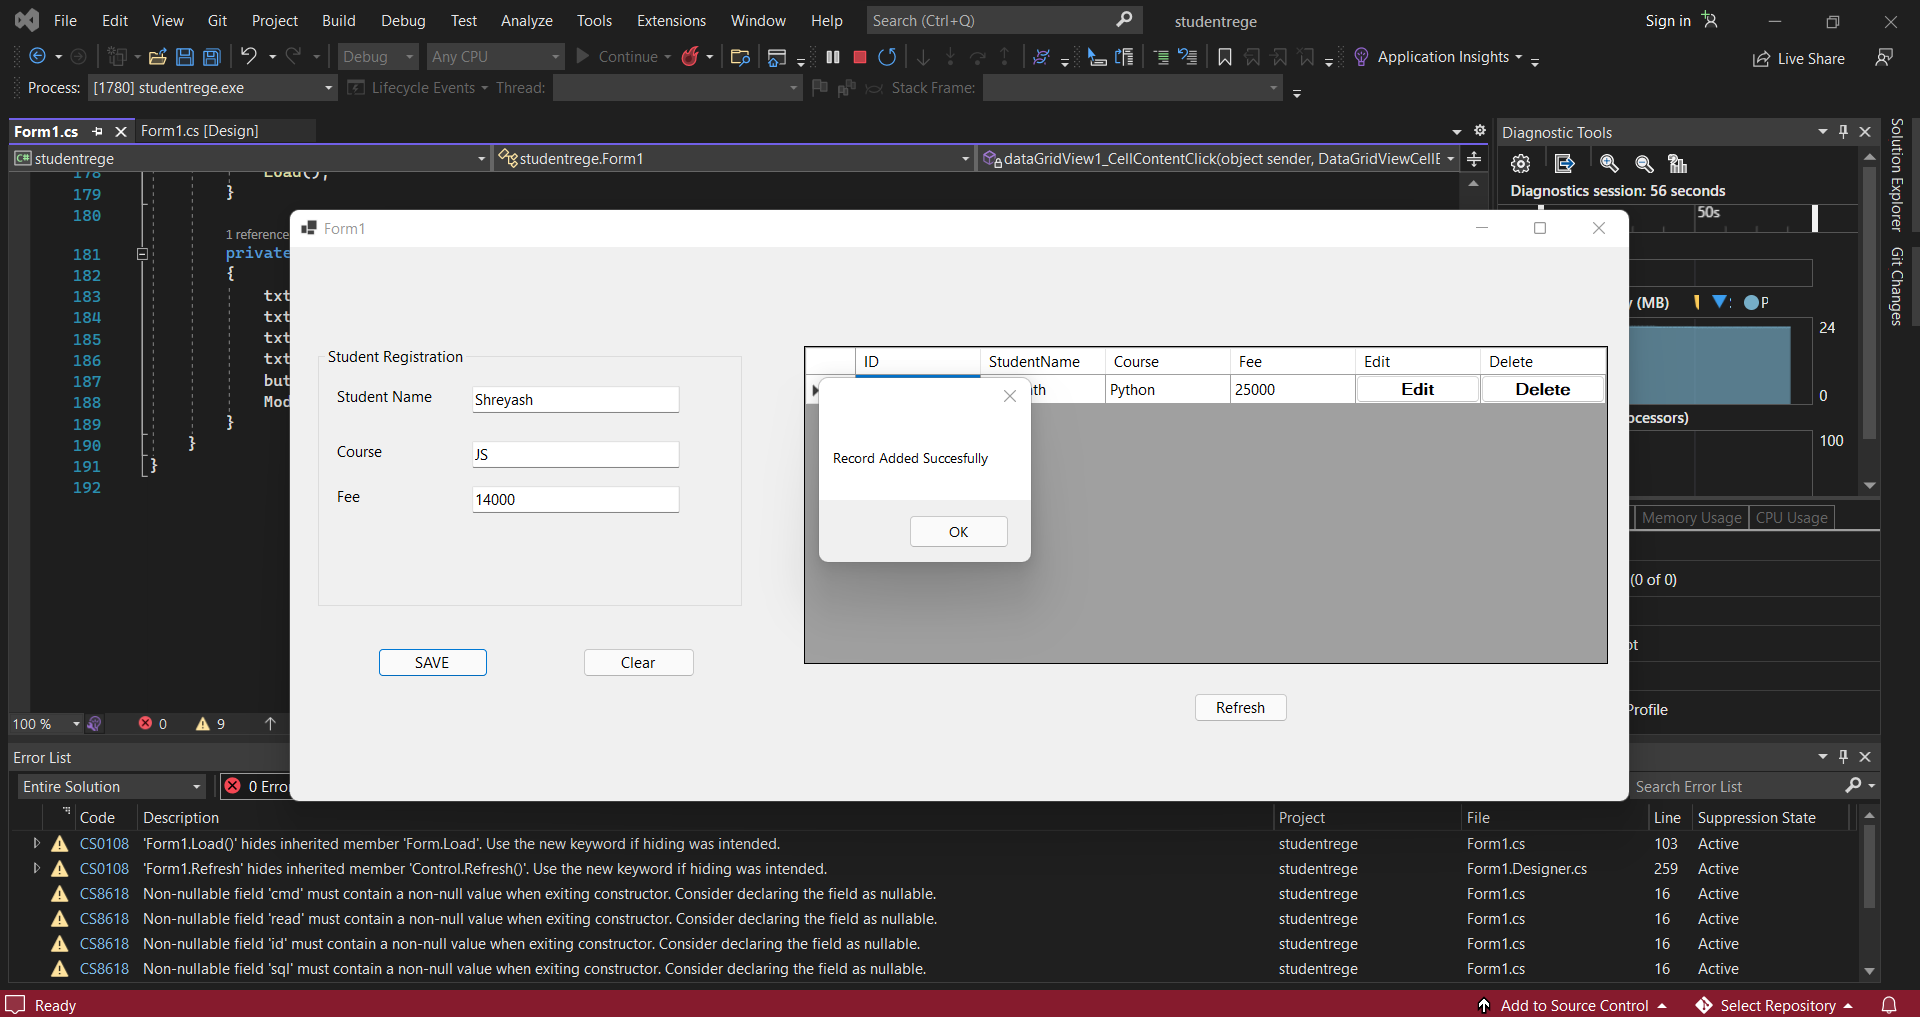 File Edit View Git Project Build Debug Test Analyze Tools Extensions Window Help Search (Ctrl+Q) studentrege Sign in
Debug Any CPU Continue Application Insights Live Share
Process: [1780] studentrege.exe Lifecycle Events Thread: Stack Frame:
Form1.cs Form1.cs [Design]
C# studentrege studentrege.Form1 dataGridView1_CellContentClick(object sender, DataGridViewCellE
178 Load();
179 }
180
1 reference
181 private
182 {
183 txt
184 txt
185 txt
186 txt
187 but
188 Mod
189 }
190 }
191 }
192
100 % 0 9
Form1
Student Registration
Student Name Shreyash
Course JS
Fee 14000
SAVE Clear
ID StudentName Course Fee Edit Delete
th Python 25000 Edit Delete
Record Added Succesfully
OK
Refresh
Diagnostic Tools
Diagnostics session: 56 seconds
50s
(MB) P
24
0
ocessors)
100
Memory Usage CPU Usage
(0 of 0)
ot
Profile
Solution Explorer
Git Changes
Error List
Entire Solution 0 Erro Search Error List
Code Description Project File Line Suppression State
CS0108 'Form1.Load()' hides inherited member 'Form.Load'. Use the new keyword if hiding was intended. studentrege Form1.cs 103 Active
CS0108 'Form1.Refresh' hides inherited member 'Control.Refresh()'. Use the new keyword if hiding was intended. studentrege Form1.Designer.cs 259 Active
CS8618 Non-nullable field 'cmd' must contain a non-null value when exiting constructor. Consider declaring the field as nullable. studentrege Form1.cs 16 Active
CS8618 Non-nullable field 'read' must contain a non-null value when exiting constructor. Consider declaring the field as nullable. studentrege Form1.cs 16 Active
CS8618 Non-nullable field 'id' must contain a non-null value when exiting constructor. Consider declaring the field as nullable. studentrege Form1.cs 16 Active
CS8618 Non-nullable field 'sql' must contain a non-null value when exiting constructor. Consider declaring the field as nullable. studentrege Form1.cs 16 Active
Ready Add to Source Control Select Repository